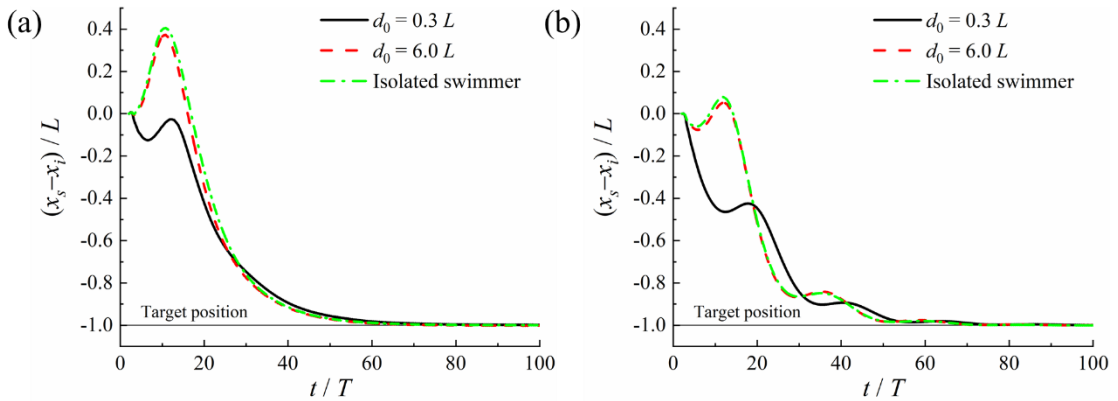 (a)
d₀ = 0.3 L
d₀ = 6.0 L
Isolated swimmer
0.4
0.2
0.0
-0.2
-0.4
-0.6
-0.8
-1.0
(xₛ−xᵢ) / L
Target position
0 20 40 60 80 100
t / T
(b)
d₀ = 0.3 L
d₀ = 6.0 L
Isolated swimmer
0.4
0.2
0.0
-0.2
-0.4
-0.6
-0.8
-1.0
(xₛ−xᵢ) / L
Target position
0 20 40 60 80 100
t / T